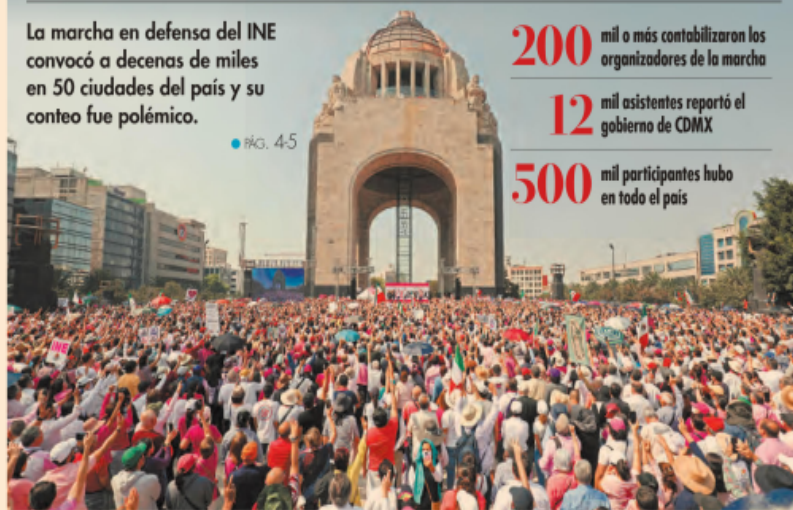 La marcha en defensa del INE
convocó a decenas de miles
en 50 ciudades del país y su
conteo fue polémico.
PÁG. 4-5
200 mil o más contabilizaron los
organizadores de la marcha
12 mil asistentes reportó el
gobierno de CDMX
500 mil participantes hubo
en todo el país
INE